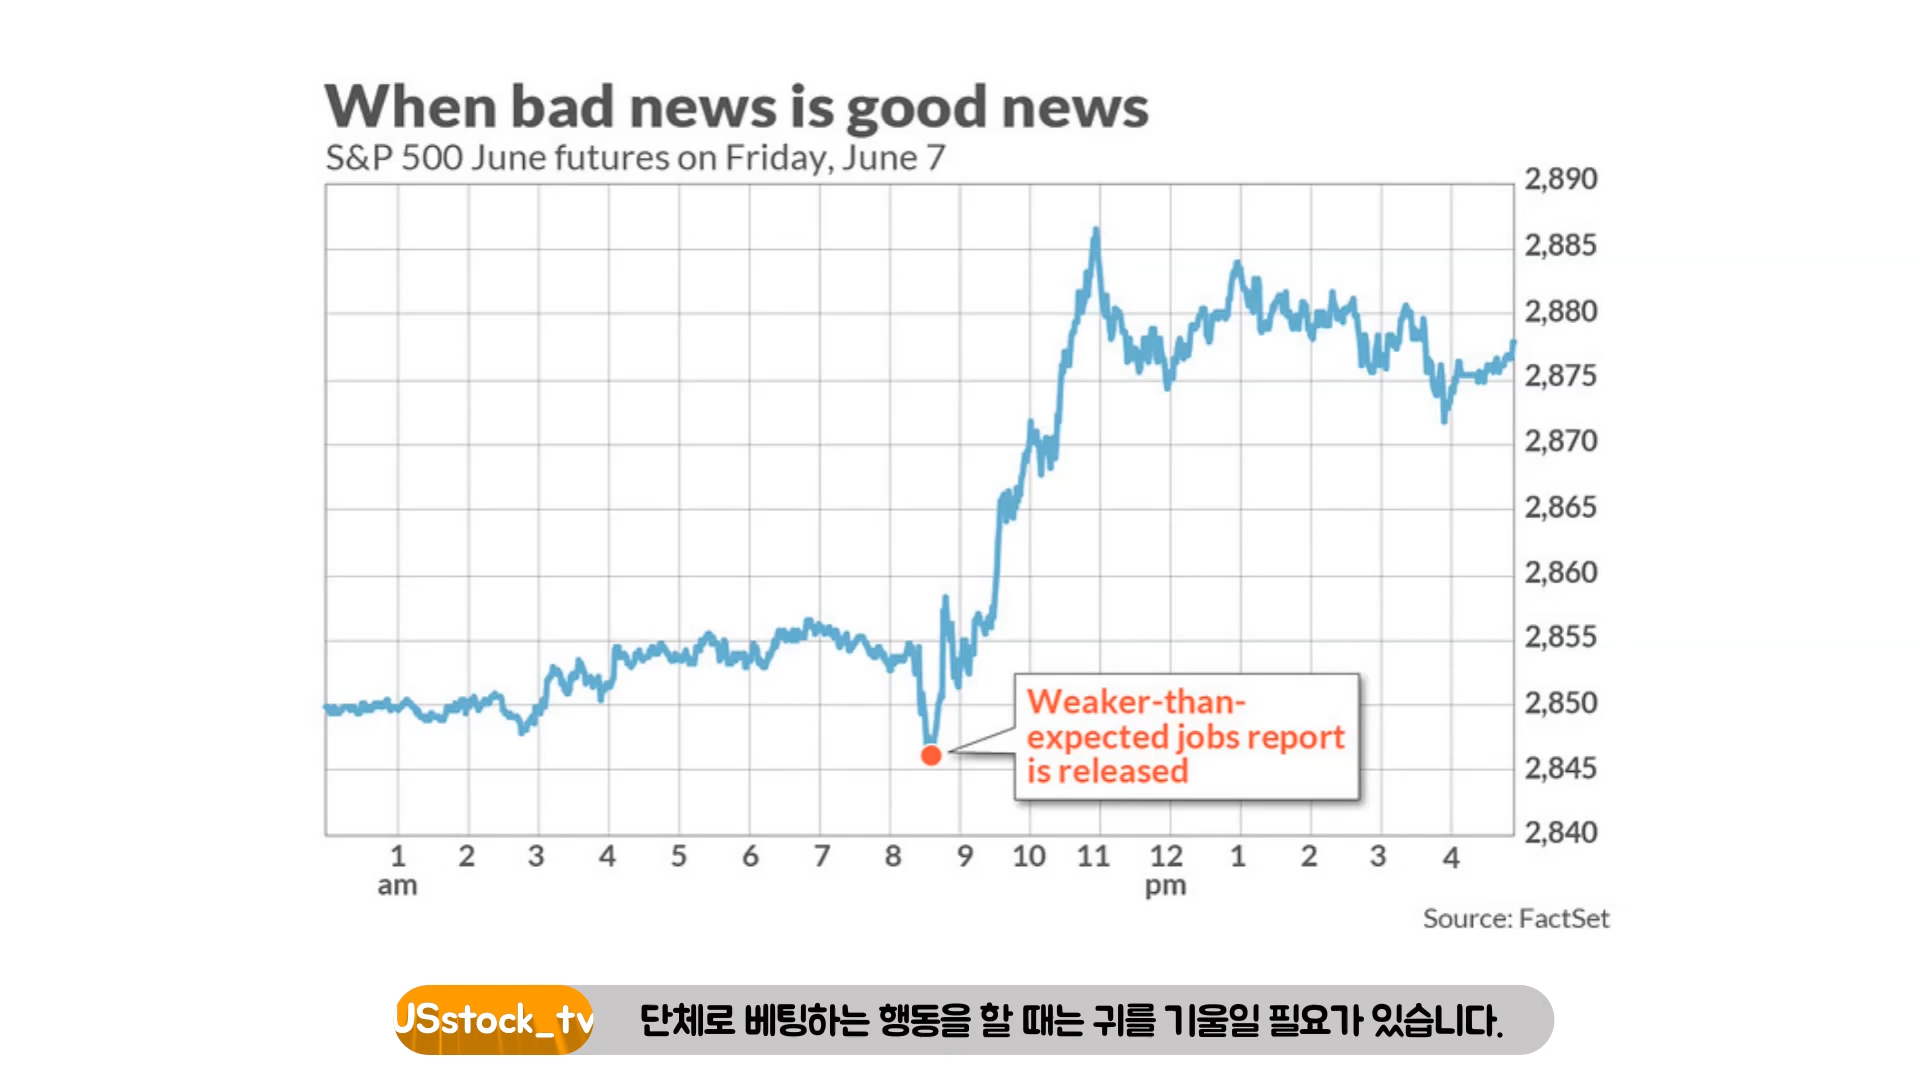 When bad news is good news
S&P 500 June futures on Friday, June 7
2,890
2,885
2,880
2,875
2,870
2,865
2,860
2,855
2,850
2,845
2,840
Weaker-than-
expected jobs report
is released
1 2 3 4 5 6 7 8 9 10 11 12 1 2 3 4
am pm
Source: FactSet
USstock_tv
단체로 베팅하는 행동을 할 때는 귀를 기울일 필요가 있습니다.